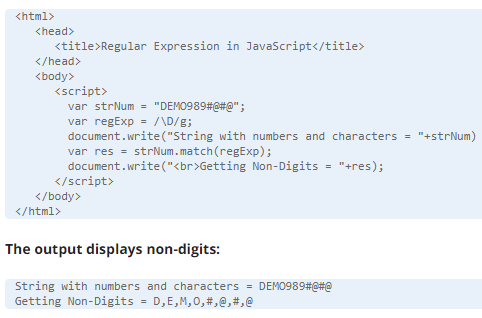 <html>
<head>
<title>Regular Expression in JavaScript</title>
</head>
<body>
<script>
var strNum = "DEMO989#@#@";
var regExp = /\D/g;
document.write("String with numbers and characters = "+strNum)
var res = strNum.match(regExp);
document.write("<br>Getting Non-Digits = "+res);
</script>
</body>
</html>
The output displays non-digits:
String with numbers and characters = DEMO989#@#@
Getting Non-Digits = D,E,M,O,#,@,#,@